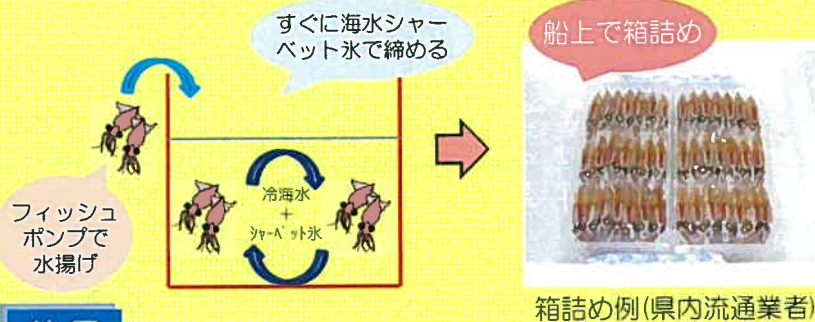 すぐに海水シャー
ベット氷で締める
船上で箱詰め
フィッシュ
ポンプで
水揚げ
冷海水
+
シャーベット氷
箱詰め例(県内流通業者)